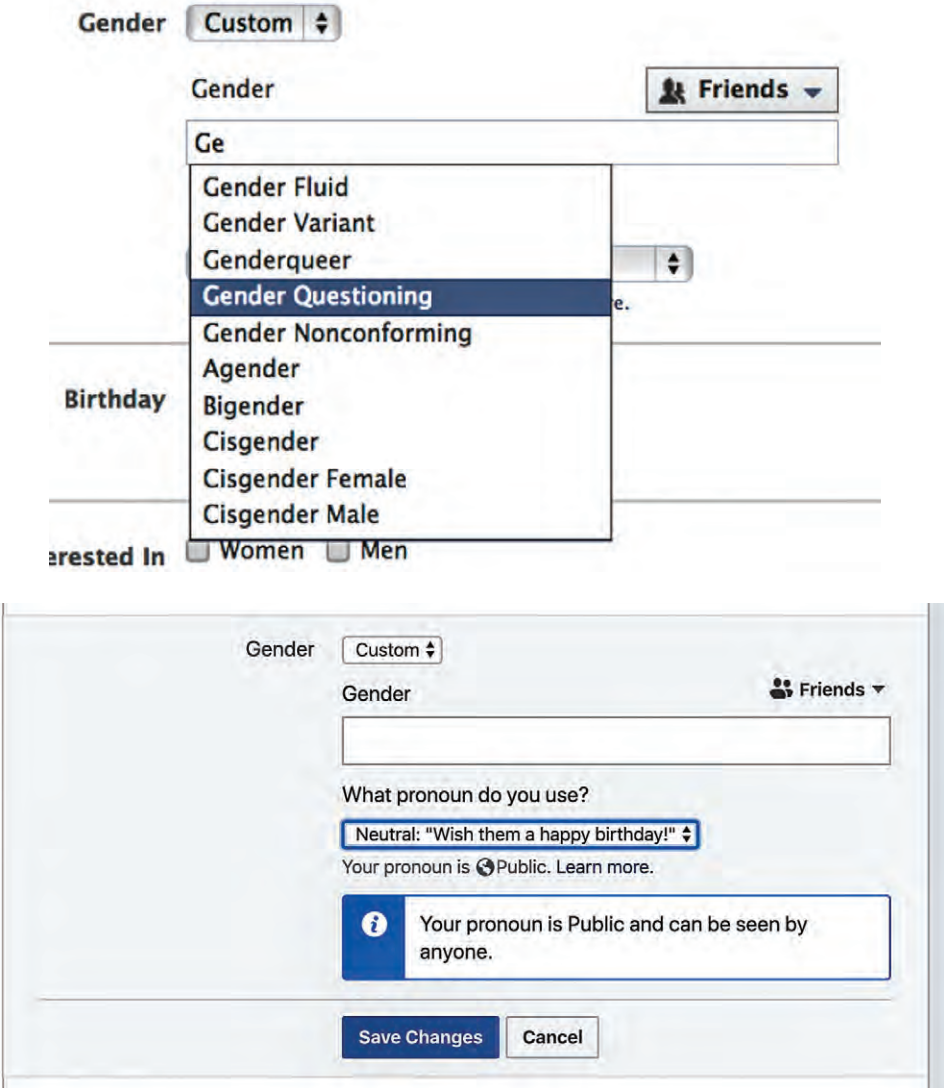 Gender Custom
Gender Friends
Ge
Gender Fluid
Gender Variant
Genderqueer
Gender Questioning
Gender Nonconforming
Agender
Birthday
Bigender
Cisgender
Cisgender Female
Cisgender Male
erested In Women Men
Gender Custom
Gender Friends
What pronoun do you use?
Neutral: "Wish them a happy birthday!"
Your pronoun is Public. Learn more.
Your pronoun is Public and can be seen by
anyone.
Save Changes Cancel